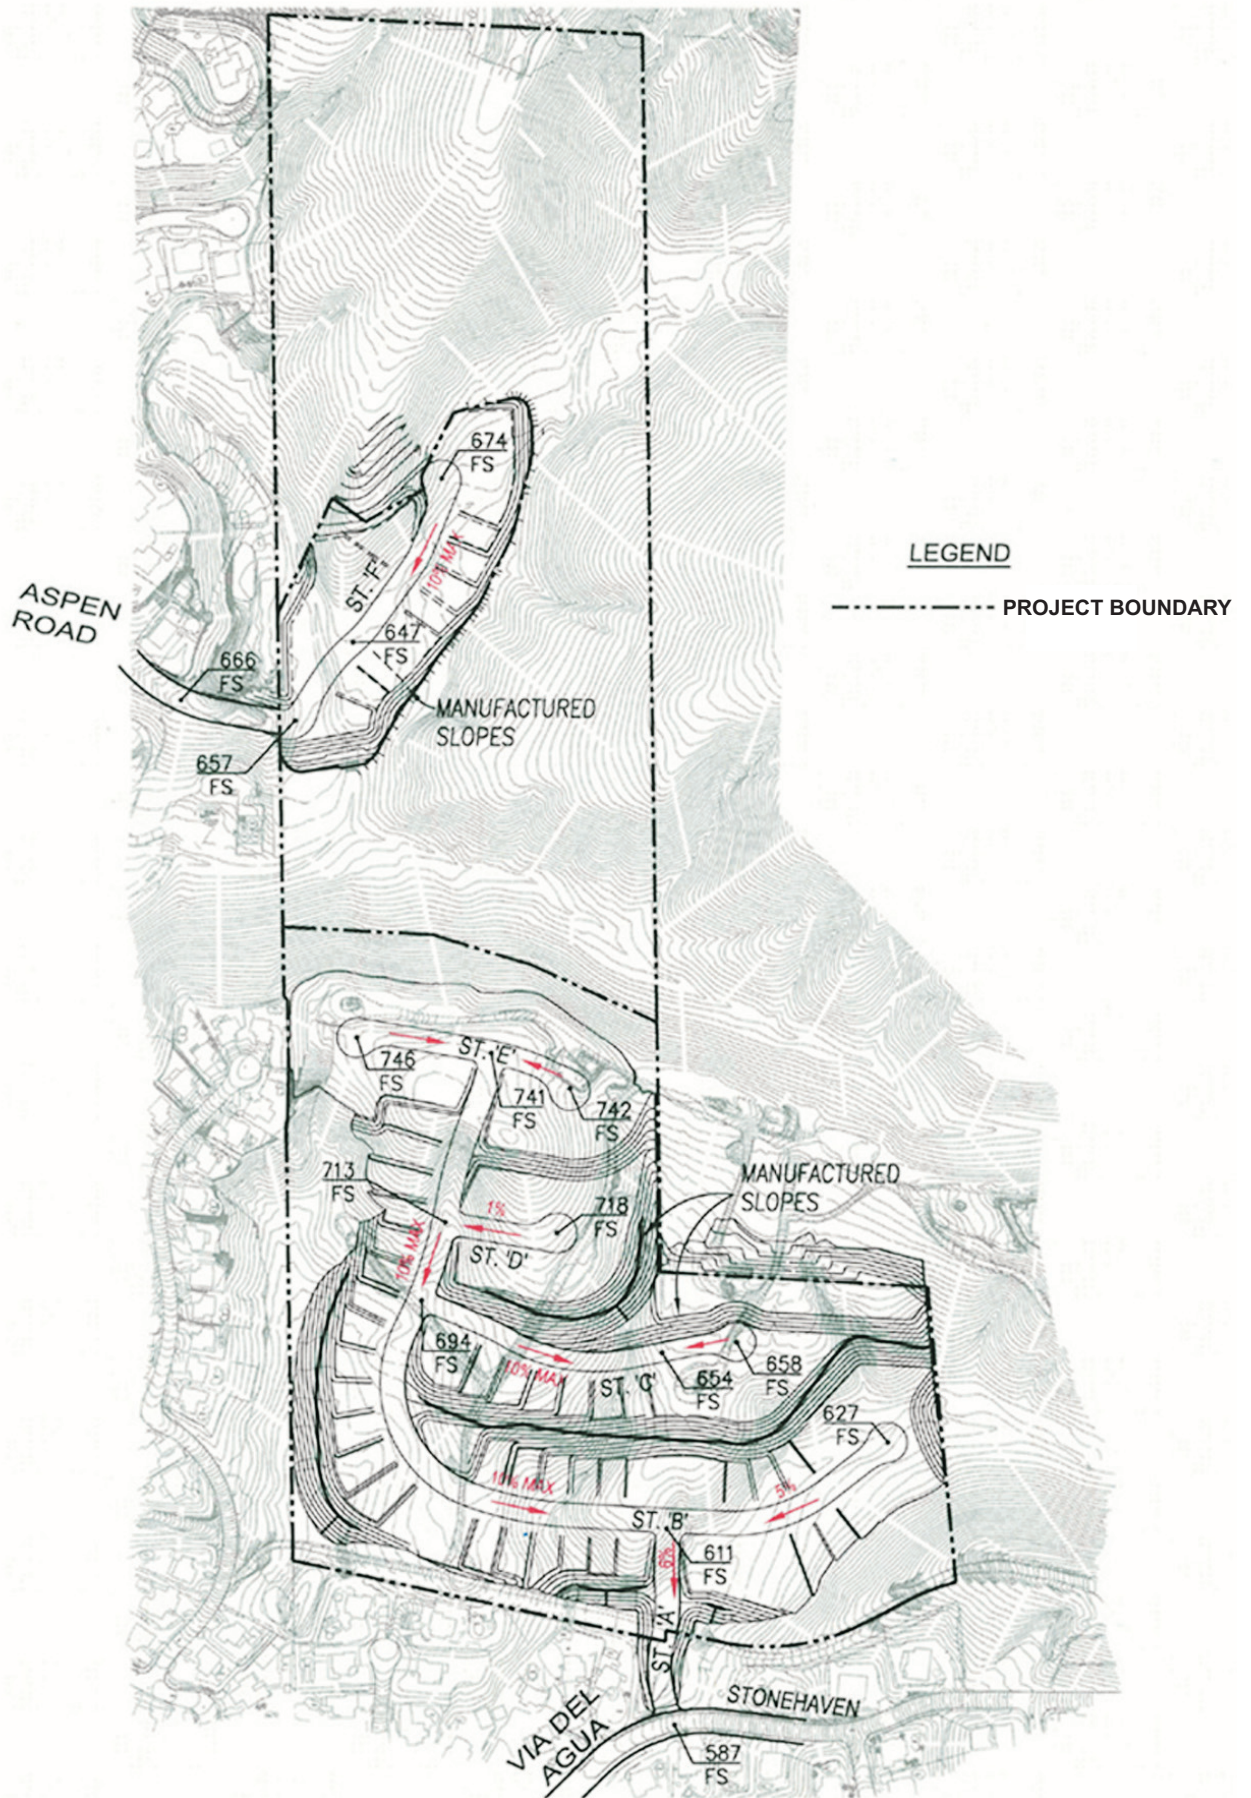 674
FS
10% MAX
ST. 'F'
LEGEND
PROJECT BOUNDARY
ASPEN
ROAD
647
FS
666
FS
MANUFACTURED
SLOPES
657
FS
ST. 'E'
746
FS
741
FS
742
FS
713
FS
MANUFACTURED
SLOPES
1%
718
FS
10% MAX
ST. 'D'
694
FS
10% MAX
ST. 'C'
654
FS
658
FS
627
FS
10% MAX
5%
ST. 'B'
6%
611
FS
ST. 'A'
STONEHAVEN
VIA DEL
AGUA
587
FS